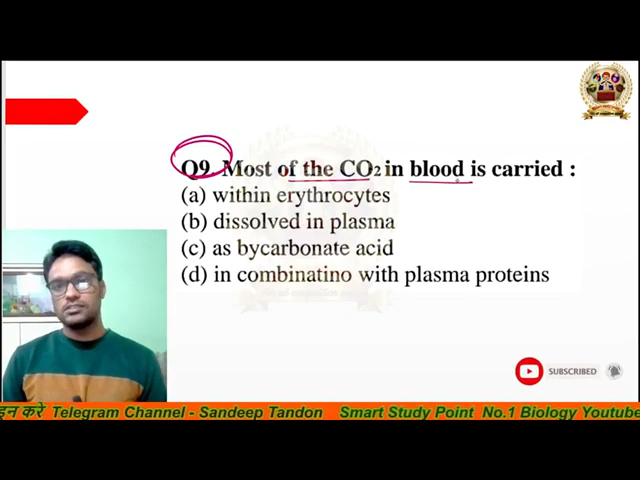 Q9. Most of the CO2 in blood is carried :
(a) within erythrocytes
(b) dissolved in plasma
(c) as bycarbonate acid
(d) in combinatino with plasma proteins
SUBSCRIBED
इन करे Telegram Channel - Sandeep Tandon Smart Study Point No.1 Biology Youtube